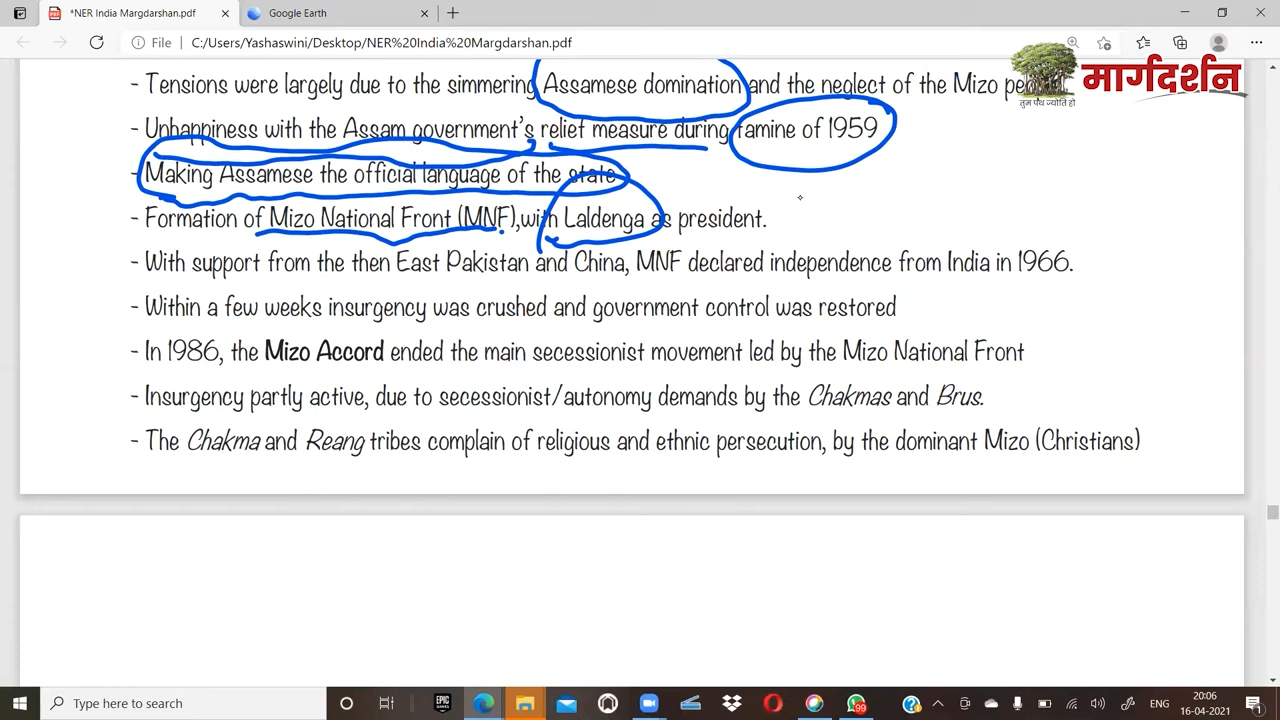 *NER India Margdarshan.pdf
Google Earth
File C:/Users/Yashaswini/Desktop/NER%20India%20Margdarshan.pdf
मार्गदर्शन
तुम पथ ज्योति हो
- Tensions were largely due to the simmering Assamese domination and the neglect of the Mizo
- Unhappiness with the Assam government's relief measure during famine of 1959
- Making Assamese the official language of the state
- Formation of Mizo National Front (MNF),with Laldenga as president.
- With support from the then East Pakistan and China, MNF declared independence from India in 1966.
- Within a few weeks insurgency was crushed and government control was restored
- In 1986, the Mizo Accord ended the main secessionist movement led by the Mizo National Front
- Insurgency partly active, due to secessionist/autonomy demands by the Chakmas and Brus.
- The Chakma and Reang tribes complain of religious and ethnic persecution, by the dominant Mizo (Christians)
Type here to search
EPIC GAMES
99
ENG
20:06
16-04-2021
1